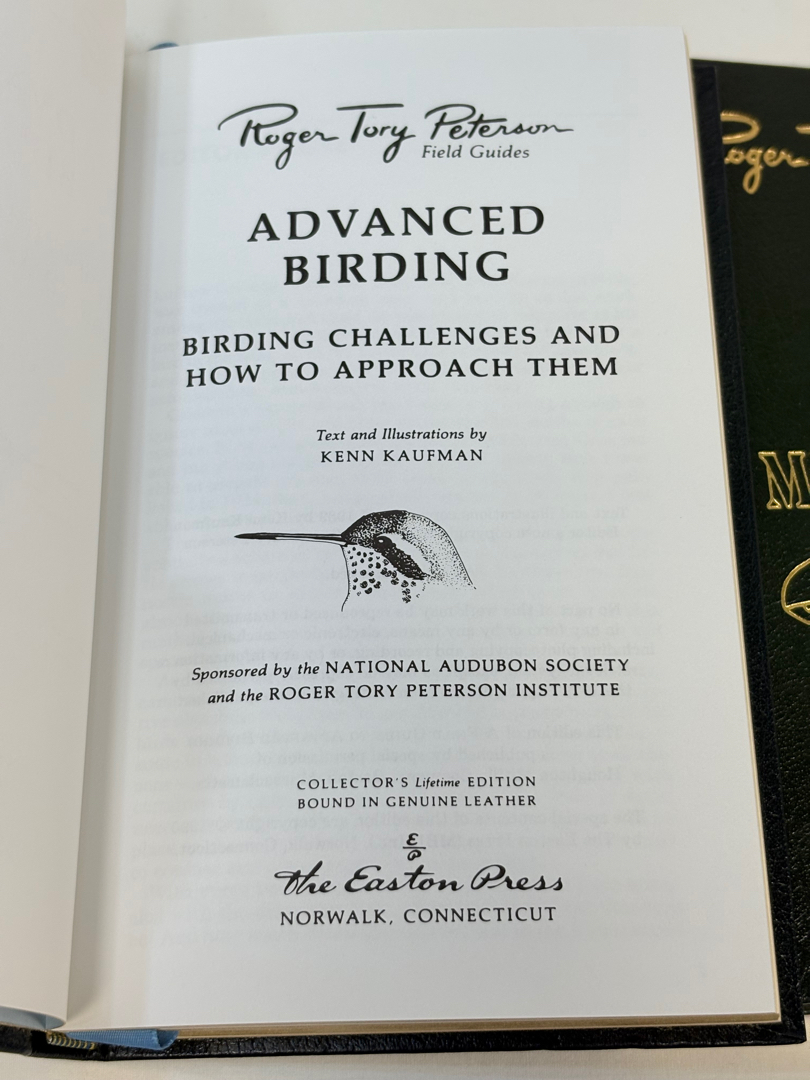 Roger Tory Peterson
Field Guides
ADVANCED
BIRDING
BIRDING CHALLENGES AND
HOW TO APPROACH THEM
Text and Illustrations by
KENN KAUFMAN
Sponsored by the NATIONAL AUDUBON SOCIETY
and the ROGER TORY PETERSON INSTITUTE
COLLECTOR'S Lifetime EDITION
BOUND IN GENUINE LEATHER
E
P
The Easton Press
NORWALK, CONNECTICUT
Roger